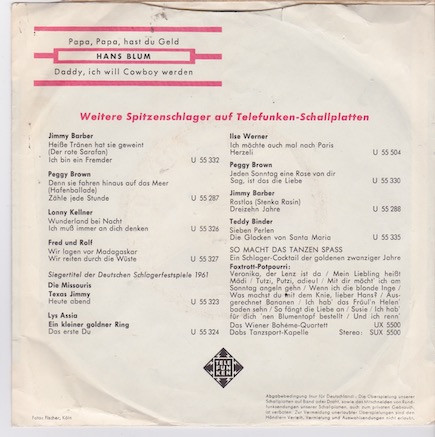 Papa, Papa, hast du Geld
HANS BLUM
Daddy, ich will Cowboy werden
Weitere Spitzenschlager auf Telefunken-Schallplatten
Jimmy Barber
Heiße Tränen hat sie geweint
(Der rote Sarafan)
Ich bin ein Fremder U 55 332
Peggy Brown
Denn sie fahren hinaus auf das Meer
(Hafenballade)
Zähle jede Stunde U 55 287
Lonny Kellner
Wunderland bei Nacht
Ich muß immer an dich denken U 55 326
Fred und Rolf
Wir lagen vor Madagaskar
Wir reiten durch die Wüste U 55 327
Siegertitel der Deutschen Schlagerfestspiele 1961
Die Missouris
Texas Jimmy
Heute abend U 55 323
Lys Assia
Ein kleiner goldner Ring
Das erste Du U 55 324
Ilse Werner
Ich möchte auch mal nach Paris
Herzeli U 55 504
Peggy Brown
Jeden Sonntag eine Rose von dir
Sag, ist das die Liebe U 55 330
Jimmy Barber
Rastlos (Stenka Rasin)
Dreizehn Jahre U 55 288
Teddy Binder
Sieben Perlen
Die Glocken von Santa Maria U 55 335
SO MACHT DAS TANZEN SPASS
Ein Schlager-Cocktail der goldenen zwanziger Jahre
Foxtrott-Potpourri:
Veronika, der Lenz ist da / Mein Liebling heißt
Mädi / Tutzi, Putzi, adieu! / Mit dir möcht' ich am
Sonntag angeln gehn / Wenn ich die blonde Inge /
Was machst du mit dem Knie, lieber Hans? / Aus-
gerechnet Bananen / Ich hab' das Fräul'n Helen
baden sehn / So fängt die Liebe an / Susie / Ich hab'
für dich 'nen Blumentopf bestellt / Und ich renn'
Das Wiener Bohème-Quartett UX 5500
Dobs Tanzsport-Kapelle Stereo: SUX 5500
TELE
FUN
KEN
Fotos: Fischer, Köln